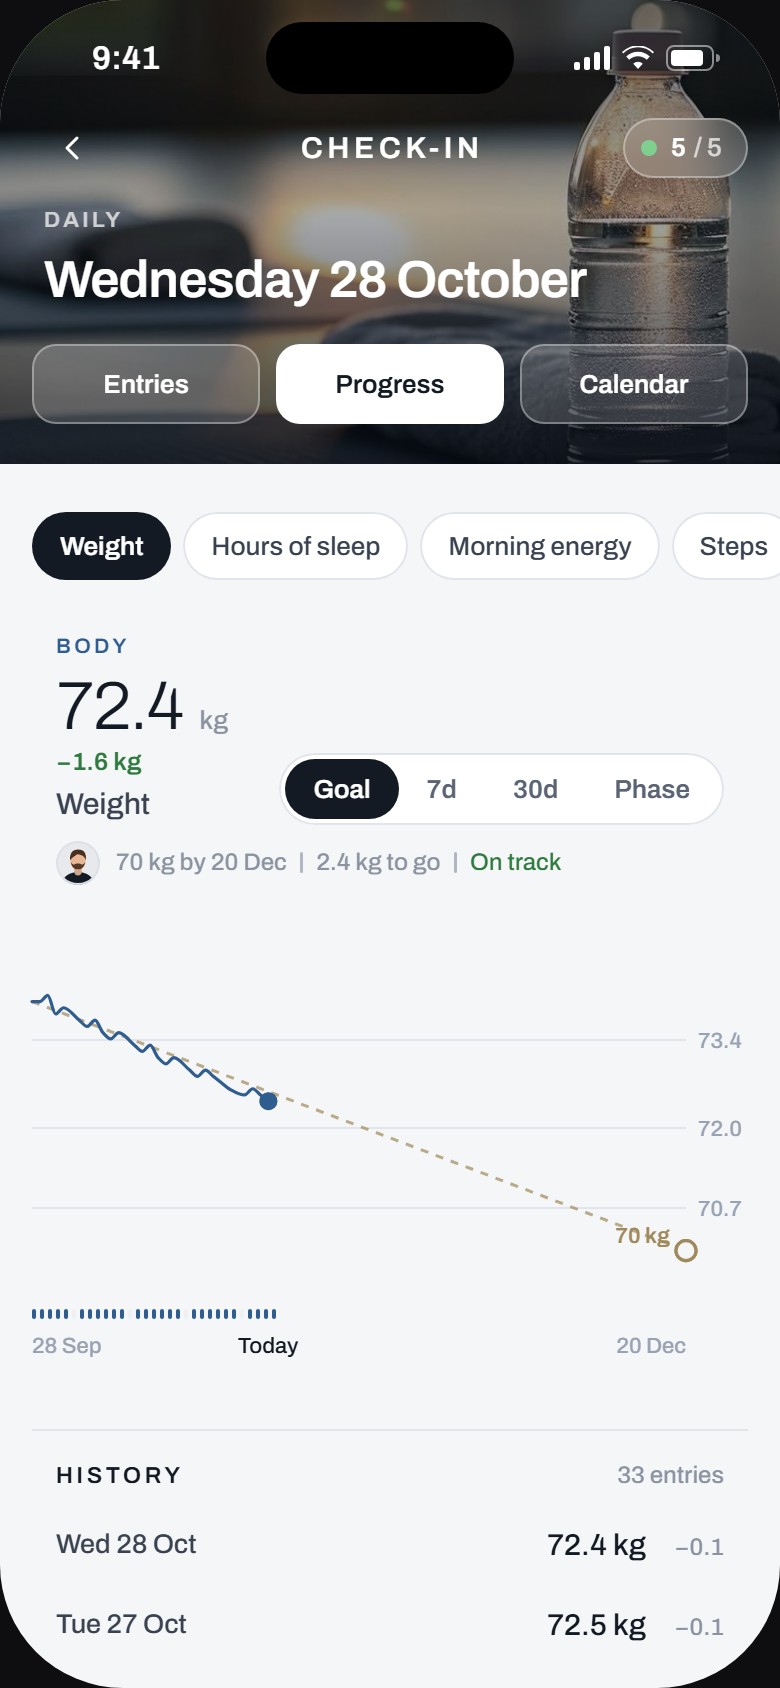 9:41
CHECK-IN
5 / 5
DAILY
Wednesday 28 October
Entries
Progress
Calendar
Weight
Hours of sleep
Morning energy
Steps
BODY
72.4 kg
–1.6 kg
Weight
Goal
7d
30d
Phase
70 kg by 20 Dec | 2.4 kg to go | On track
73.4
72.0
70.7
70 kg
28 Sep
Today
20 Dec
HISTORY
33 entries
Wed 28 Oct
72.4 kg
–0.1
Tue 27 Oct
72.5 kg
–0.1